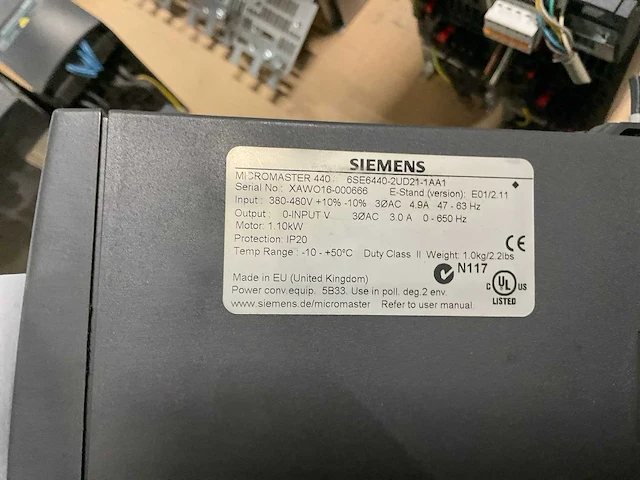 SIEMENS
MICROMASTER 440 6SE6440-2UD21-1AA1
Serial No : XAWO16-000666 E-Stand (version): E01/2.11
Input : 380-480V +10% -10% 3ØAC 4.9A 47 - 63 Hz
Output : 0-INPUT V 3ØAC 3.0 A 0 - 650 Hz
Motor: 1.10kW
Protection: IP20
Temp Range : -10 - +50°C Duty Class II Weight: 1.0kg/2.2lbs
CE
N117
Made in EU (United Kingdom)
Power conv.equip. 5B33. Use in poll. deg.2 env.
www.siemens.de/micromaster Refer to user manual.
C UL US
LISTED